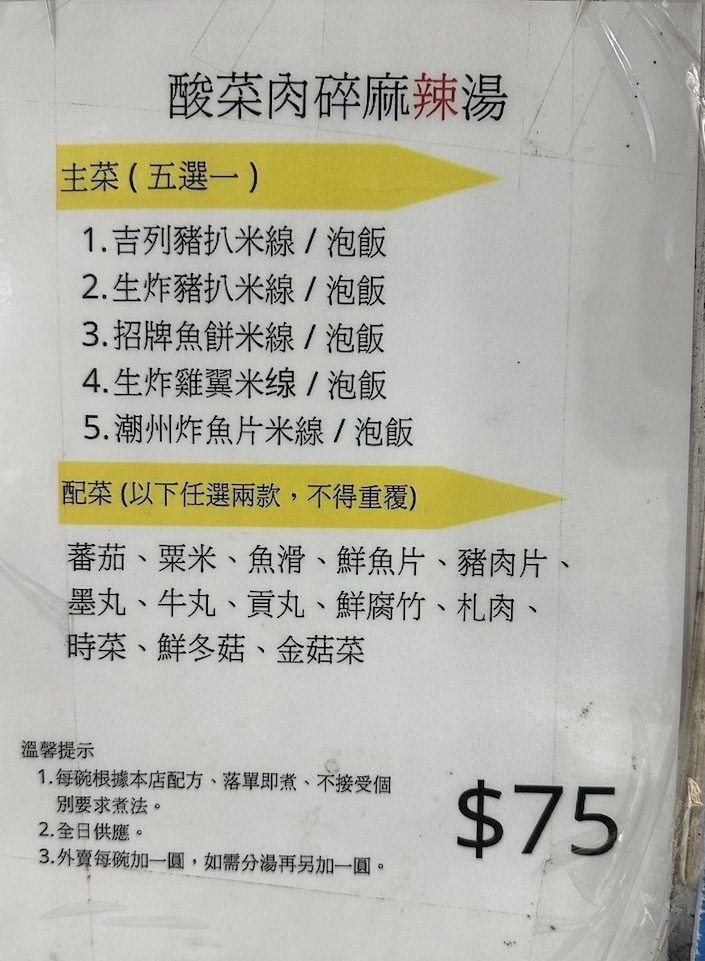 酸菜肉碎麻辣湯
主菜 ( 五選一 )
1.吉列豬扒米線 / 泡飯
2.生炸豬扒米線 / 泡飯
3.招牌魚餅米線 / 泡飯
4.生炸雞翼米线 / 泡飯
5.潮州炸魚片米線 / 泡飯
配菜 (以下任選兩款，不得重覆)
蕃茄、粟米、魚滑、鮮魚片、豬肉片、
墨丸、牛丸、貢丸、鮮腐竹、札肉、
時菜、鮮冬菇、金菇菜
溫馨提示
1.每碗根據本店配方、落單即煮、不接受個
別要求煮法。
2.全日供應。
3.外賣每碗加一圓，如需分湯再另加一圓。
$75